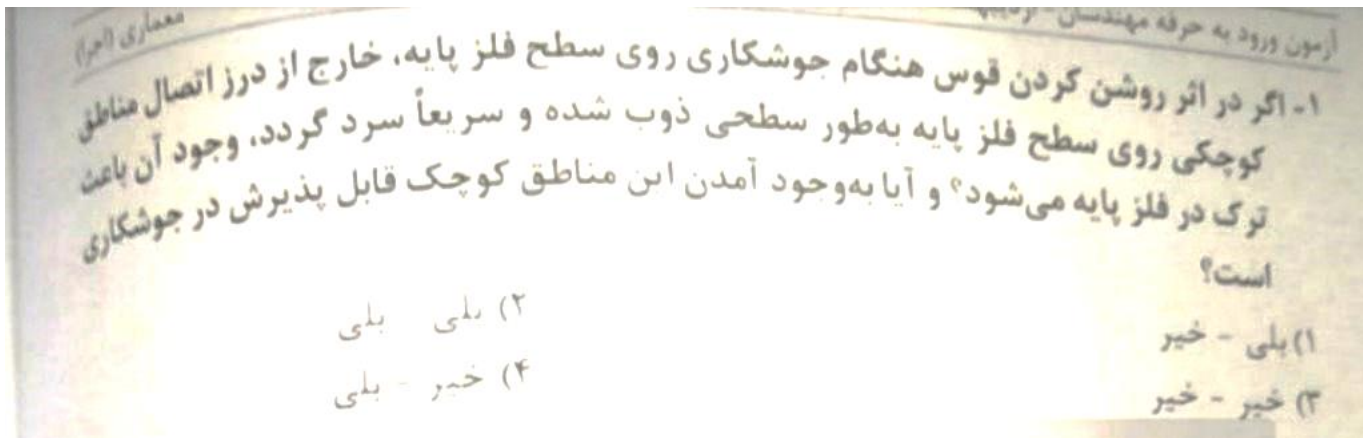 آزمون ورود به حرفه مهندسان -
معماری (اجرا)
۱- اگر در اثر روشن کردن قوس هنگام جوشکاری روی سطح فلز پایه، خارج از درز اتصال مناطق
کوچکی روی سطح فلز پایه به‌طور سطحی ذوب شده و سریعاً سرد گردد، وجود آن باعث
ترک در فلز پایه می‌شود؟ و آیا به‌وجود آمدن این مناطق کوچک قابل پذیرش در جوشکاری
است؟
۱) بلی - خیر
۲) بلی - بلی
۳) خیر - خیر
۴) خیر - بلی